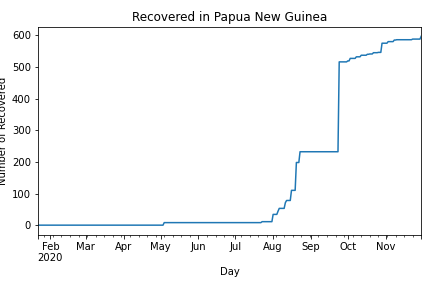 Recovered in Papua New Guinea
Number of Recovered
600
500
400
300
200
100
0
Feb Mar Apr May Jun Jul Aug Sep Oct Nov
2020
Day